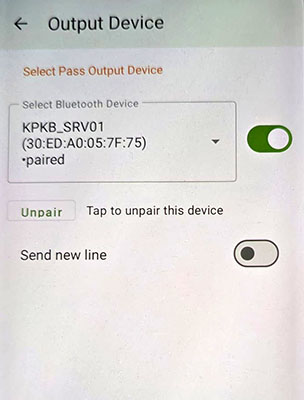 Output Device
Select Pass Output Device
Select Bluetooth Device
KPKB_SRV01
(30:ED:A0:05:7F:75)
•paired
Unpair Tap to unpair this device
Send new line